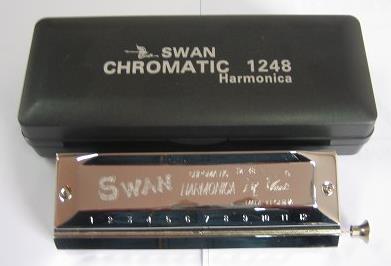 SWAN
CHROMATIC 1248
Harmonica
SWAN
HARMONICA
1 2 3 4 5 6 7 8 9 10 11 12